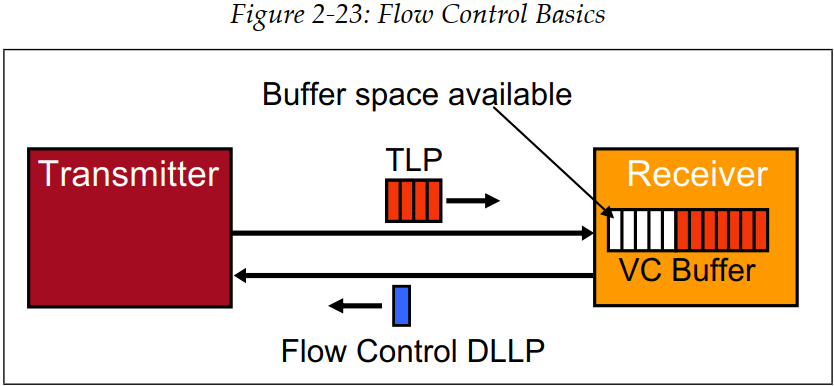 Figure 2-23: Flow Control Basics
Buffer space available
Transmitter
TLP
Receiver
VC Buffer
Flow Control DLLP